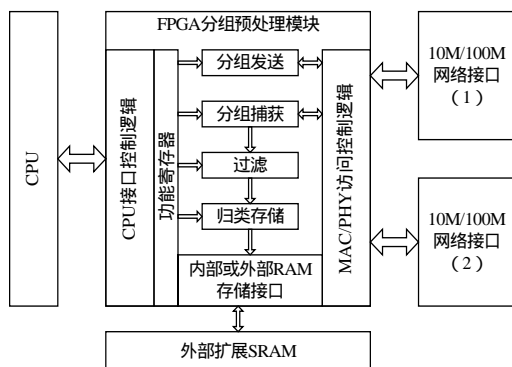 FPGA分组预处理模块
CPU
CPU接口控制逻辑
功能寄存器
分组发送
分组捕获
过滤
归类存储
内部或外部RAM
存储接口
MAC/PHY访问控制逻辑
10M/100M
网络接口
（1）
10M/100M
网络接口
（2）
外部扩展SRAM